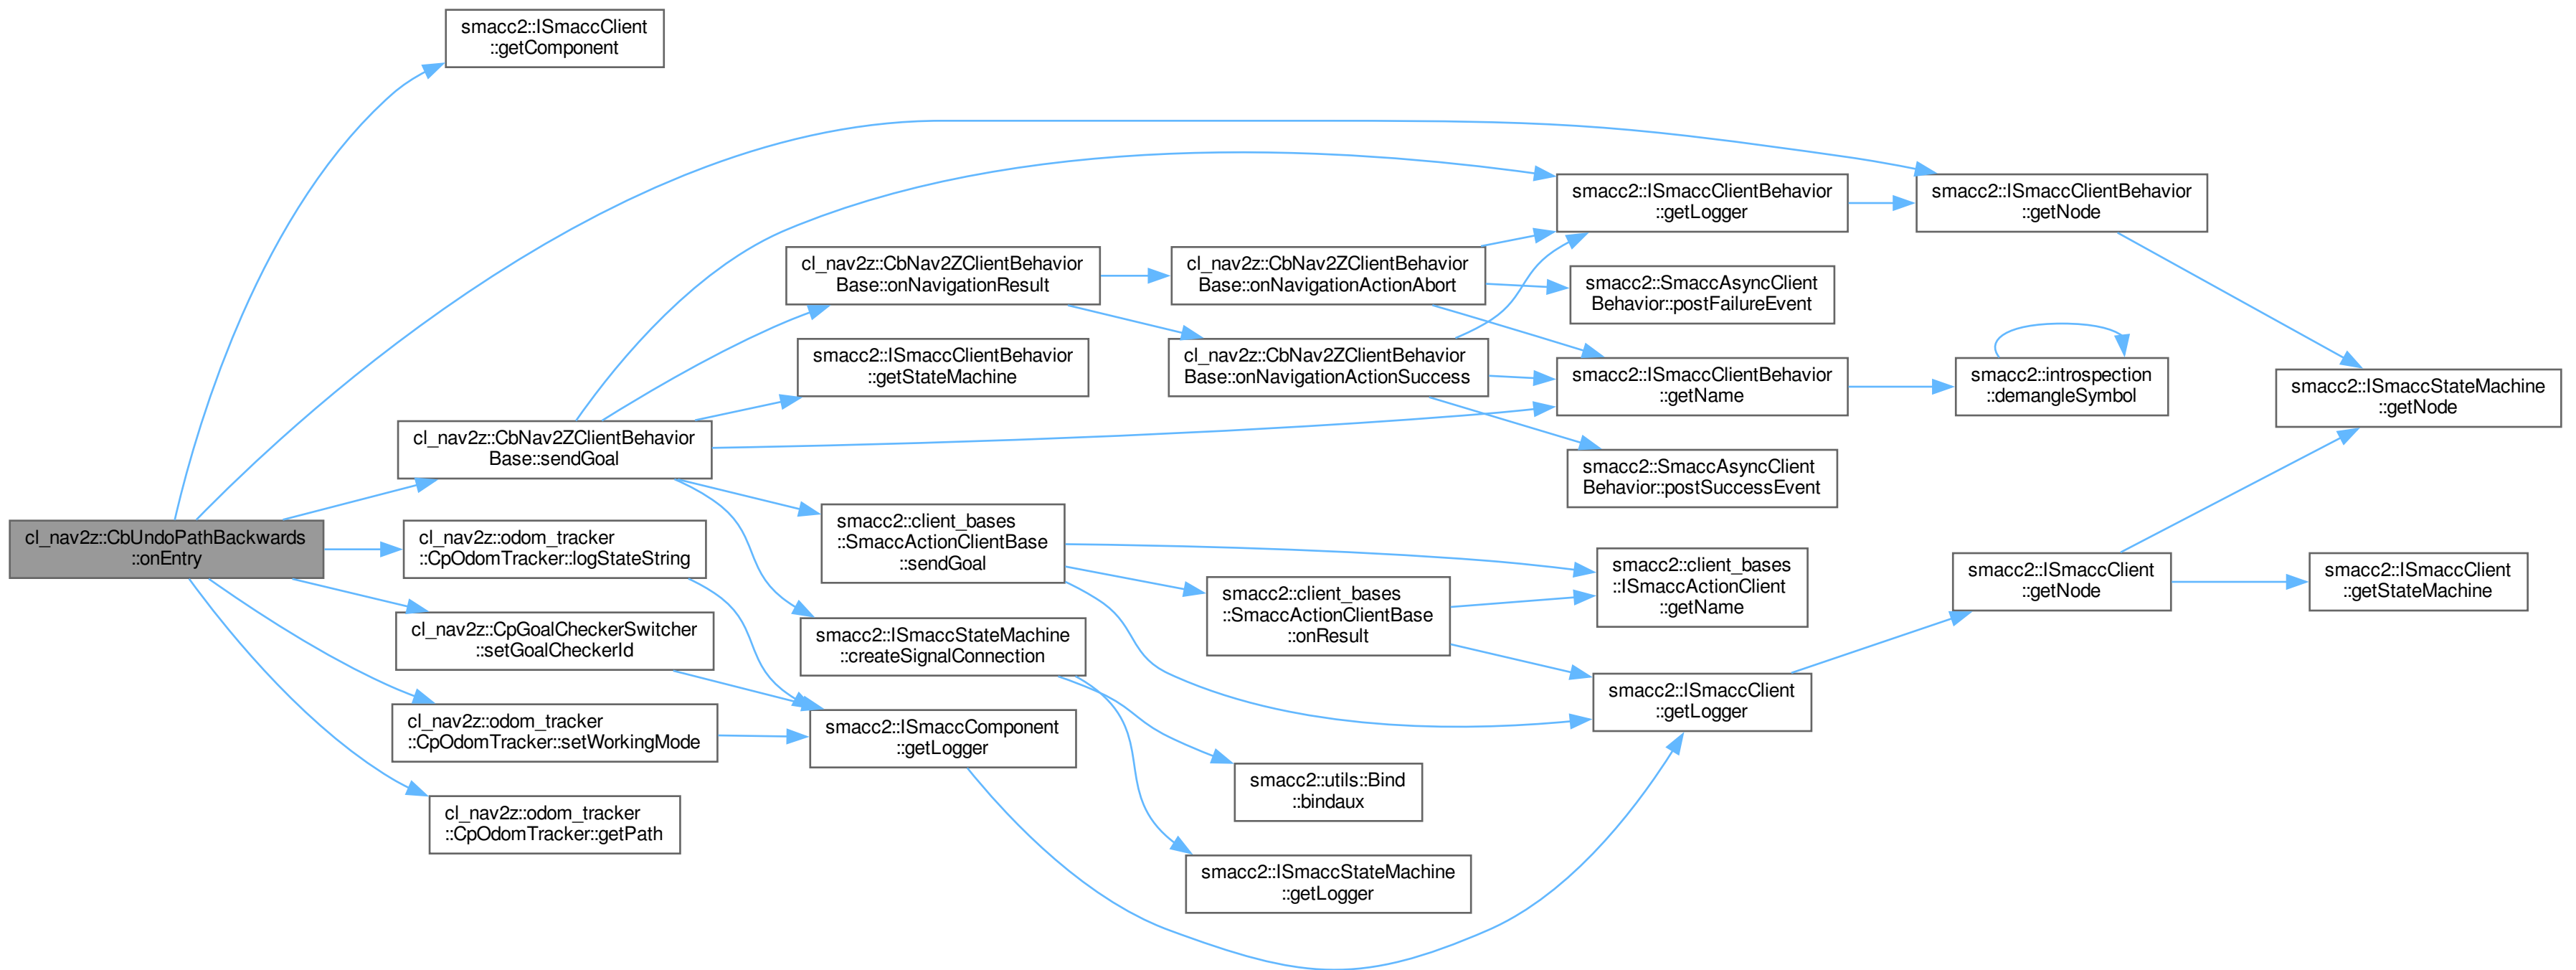 smacc2::ISmaccClient
::getComponent
smacc2::ISmaccClientBehavior
::getLogger
smacc2::ISmaccClientBehavior
::getNode
cl_nav2z::CbNav2ZClientBehavior
Base::onNavigationResult
cl_nav2z::CbNav2ZClientBehavior
Base::onNavigationActionAbort
smacc2::SmaccAsyncClient
Behavior::postFailureEvent
smacc2::ISmaccClientBehavior
::getStateMachine
cl_nav2z::CbNav2ZClientBehavior
Base::onNavigationActionSuccess
smacc2::ISmaccClientBehavior
::getName
smacc2::introspection
::demangleSymbol
smacc2::ISmaccStateMachine
::getNode
cl_nav2z::CbNav2ZClientBehavior
Base::sendGoal
smacc2::SmaccAsyncClient
Behavior::postSuccessEvent
cl_nav2z::CbUndoPathBackwards
::onEntry
cl_nav2z::odom_tracker
::CpOdomTracker::logStateString
smacc2::client_bases
::SmaccActionClientBase
::sendGoal
smacc2::client_bases
::SmaccActionClientBase
::onResult
smacc2::client_bases
::ISmaccActionClient
::getName
smacc2::ISmaccClient
::getNode
smacc2::ISmaccClient
::getStateMachine
cl_nav2z::CpGoalCheckerSwitcher
::setGoalCheckerId
smacc2::ISmaccStateMachine
::createSignalConnection
smacc2::ISmaccClient
::getLogger
cl_nav2z::odom_tracker
::CpOdomTracker::setWorkingMode
smacc2::ISmaccComponent
::getLogger
smacc2::utils::Bind
::bindaux
cl_nav2z::odom_tracker
::CpOdomTracker::getPath
smacc2::ISmaccStateMachine
::getLogger